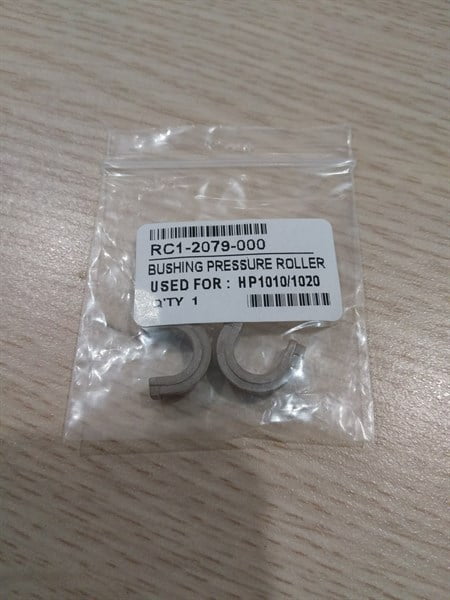 RC1-2079-000
BUSHING PRESSURE ROLLER
USED FOR : HP1010/1020
Q'TY 1